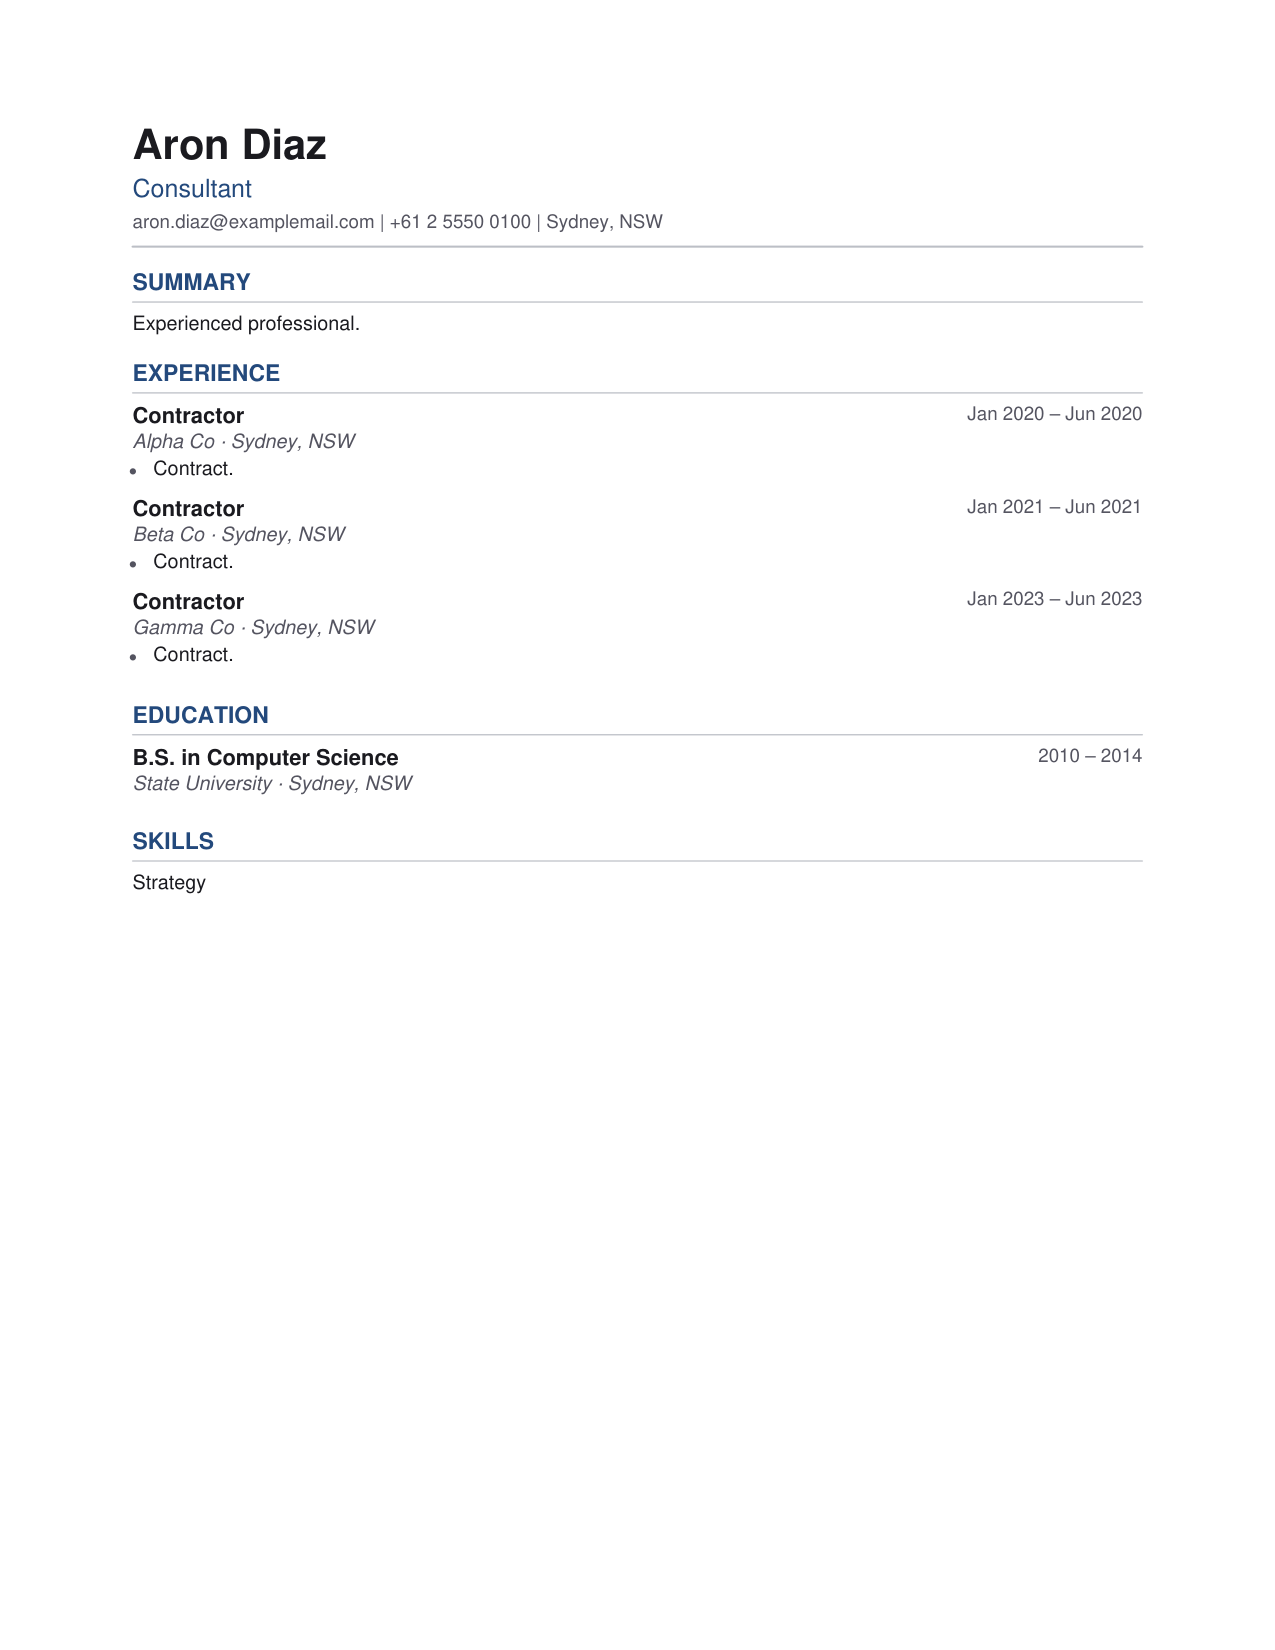 Aron Diaz
Consultant
aron.diaz@examplemail.com | +61 2 5550 0100 | Sydney, NSW
SUMMARY
Experienced professional.
EXPERIENCE
Contractor Jan 2020 – Jun 2020
Alpha Co · Sydney, NSW
• Contract.
Contractor Jan 2021 – Jun 2021
Beta Co · Sydney, NSW
• Contract.
Contractor Jan 2023 – Jun 2023
Gamma Co · Sydney, NSW
• Contract.
EDUCATION
B.S. in Computer Science 2010 – 2014
State University · Sydney, NSW
SKILLS
Strategy